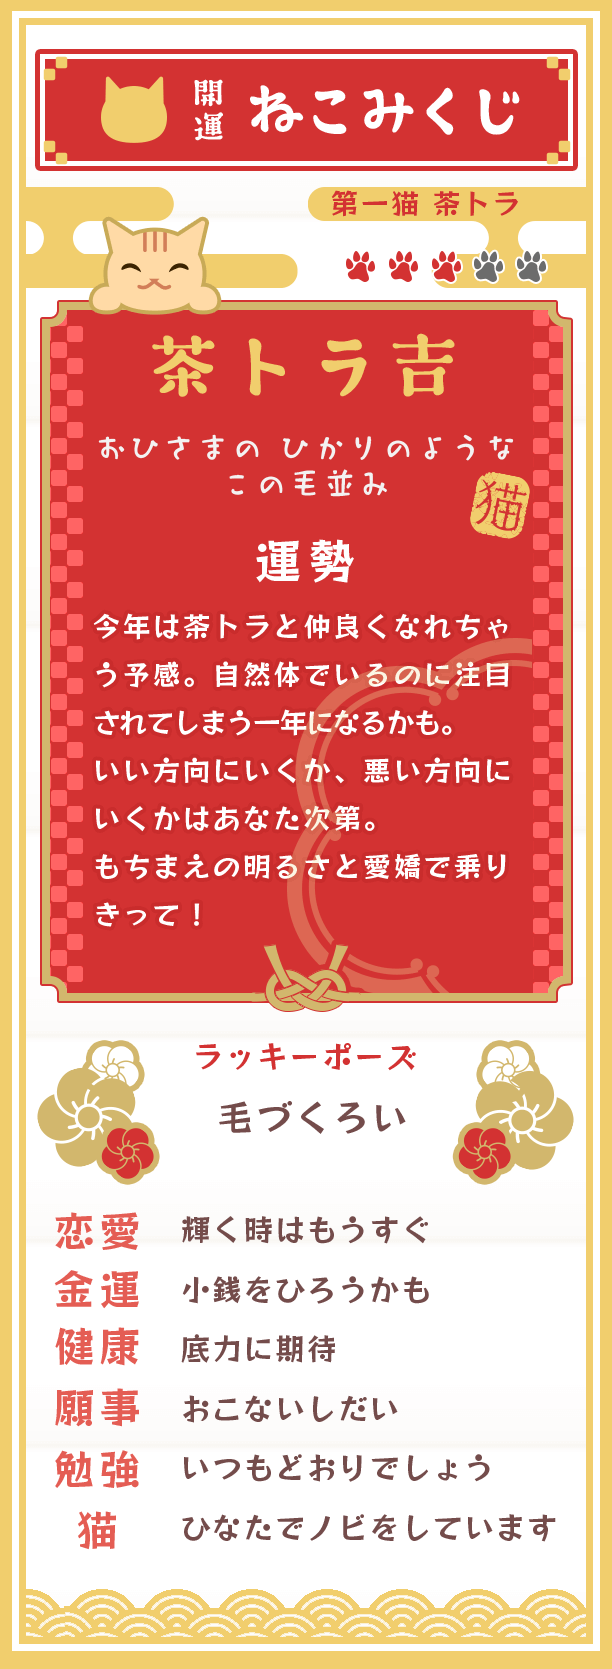 開運 ねこみくじ
第一猫 茶トラ
茶トラ吉
おひさまの ひかりのような
この毛並み
猫
運勢
今年は茶トラと仲良くなれちゃ
う予感。自然体でいるのに注目
されてしまう一年になるかも。
いい方向にいくか、悪い方向に
いくかはあなた次第。
もちまえの明るさと愛嬌で乗り
きって！
ラッキーポーズ
毛づくろい
恋愛 輝く時はもうすぐ
金運 小銭をひろうかも
健康 底力に期待
願事 おこないしだい
勉強 いつもどおりでしょう
猫 ひなたでノビをしています